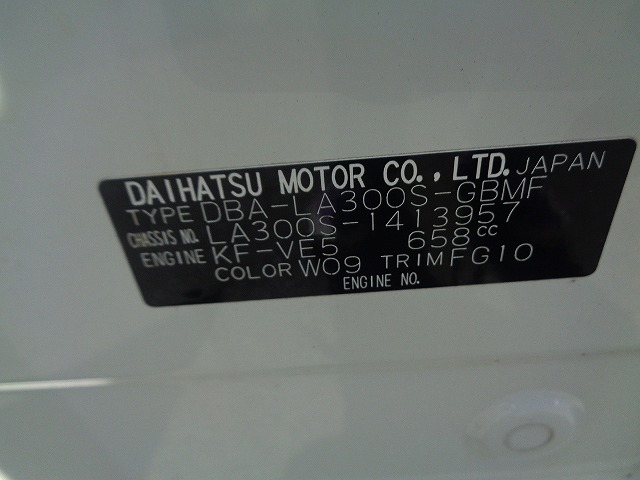 DAIHATSU MOTOR CO., LTD. JAPAN
TYPE DBA-LA300S-GBMF
CHASSIS NO. LA300S-1413957
ENGINE KF-VE5 658cc
COLOR W09 TRIM FG10
ENGINE NO.